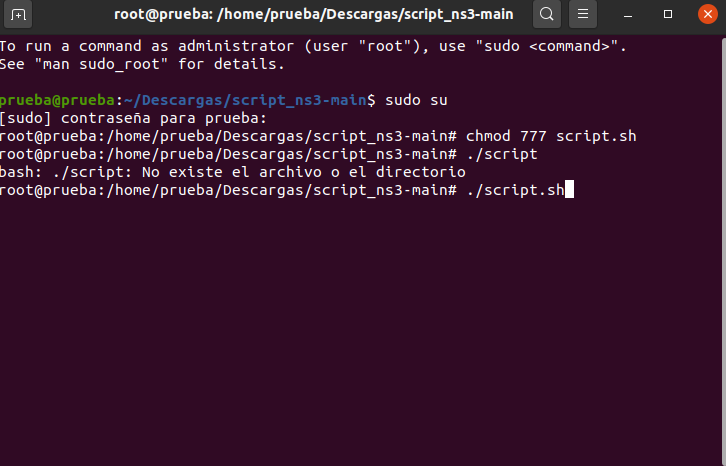 root@prueba: /home/prueba/Descargas/script_ns3-main
To run a command as administrator (user "root"), use "sudo <command>".
See "man sudo_root" for details.
prueba@prueba:~/Descargas/script_ns3-main$ sudo su
[sudo] contraseña para prueba:
root@prueba:/home/prueba/Descargas/script_ns3-main# chmod 777 script.sh
root@prueba:/home/prueba/Descargas/script_ns3-main# ./script
bash: ./script: No existe el archivo o el directorio
root@prueba:/home/prueba/Descargas/script_ns3-main# ./script.sh